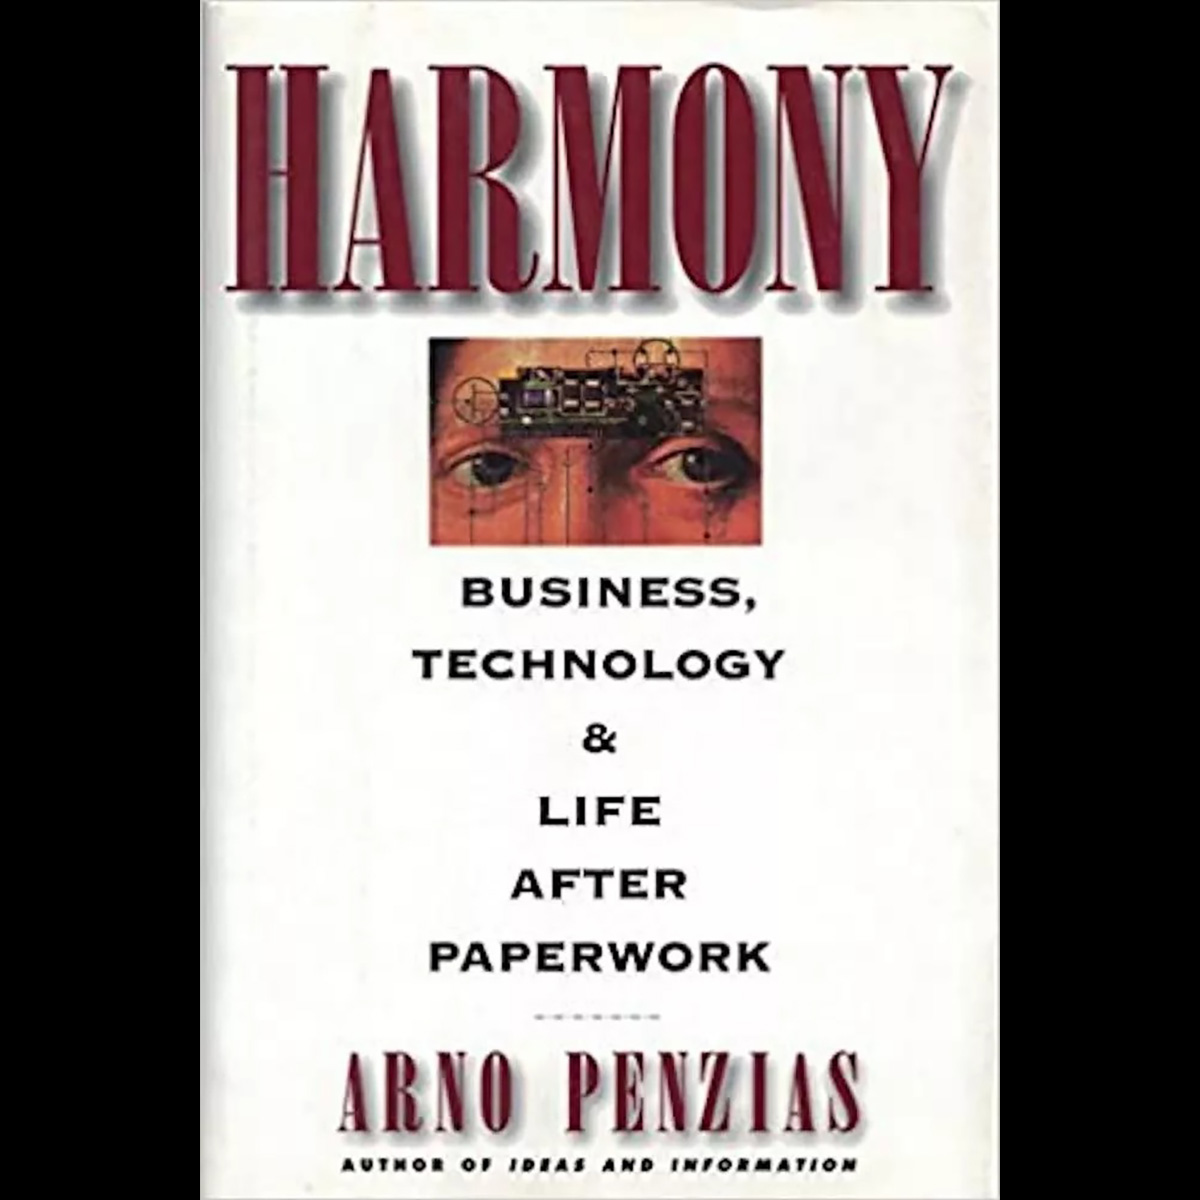 HARMONY
BUSINESS,
TECHNOLOGY
&
LIFE
AFTER
PAPERWORK
ARNO PENZIAS
AUTHOR OF IDEAS AND INFORMATION